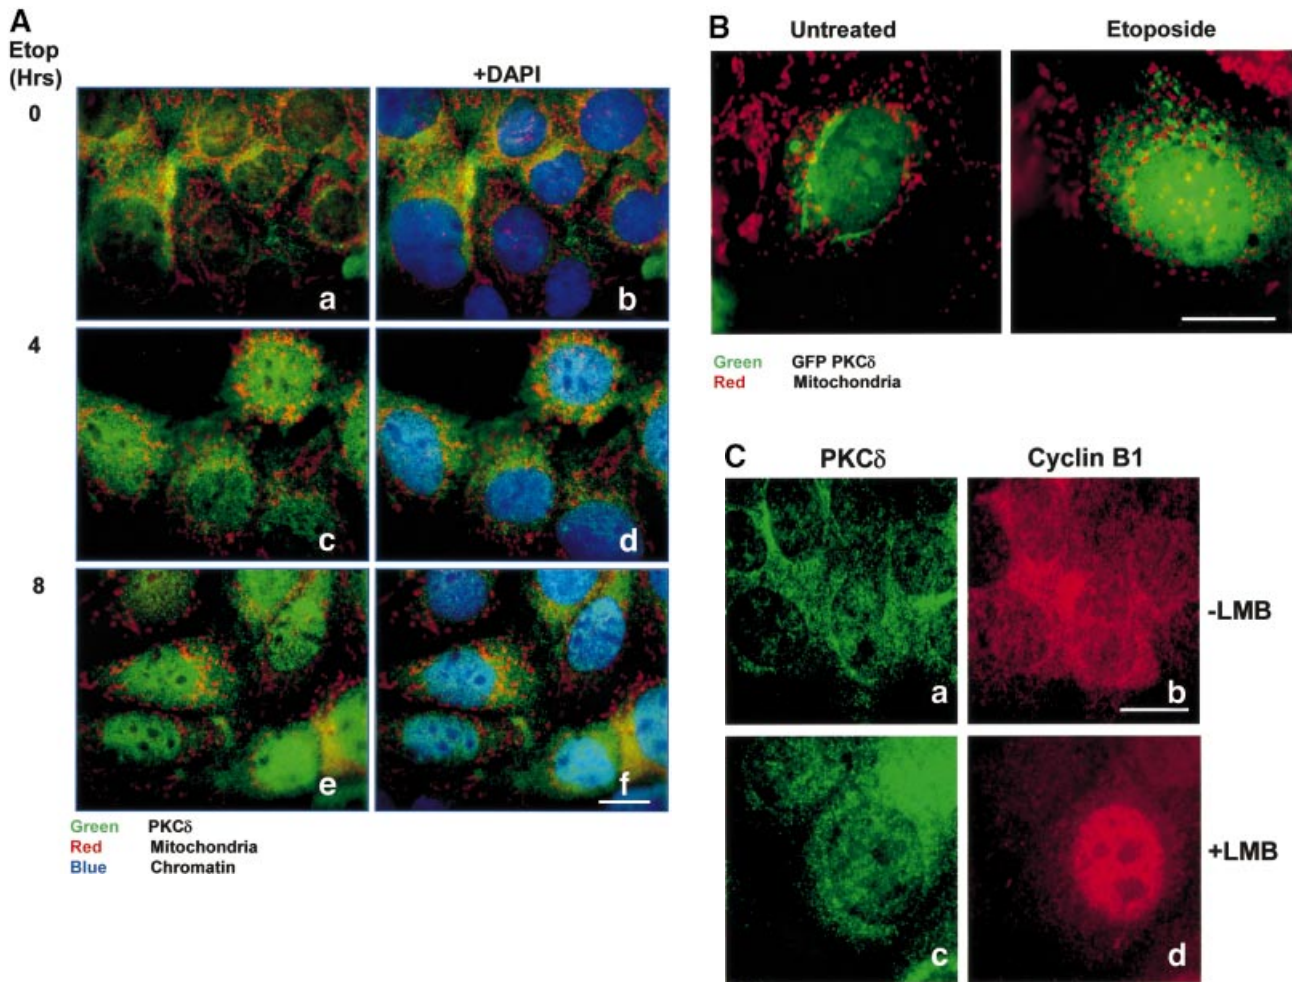 A
Etop
(Hrs)
+DAPI
0
a
b
4
c
d
8
e
f
Green PKCδ
Red Mitochondria
Blue Chromatin
B
Untreated
Etoposide
Green GFP PKCδ
Red Mitochondria
C
PKCδ
Cyclin B1
a
b
-LMB
c
d
+LMB